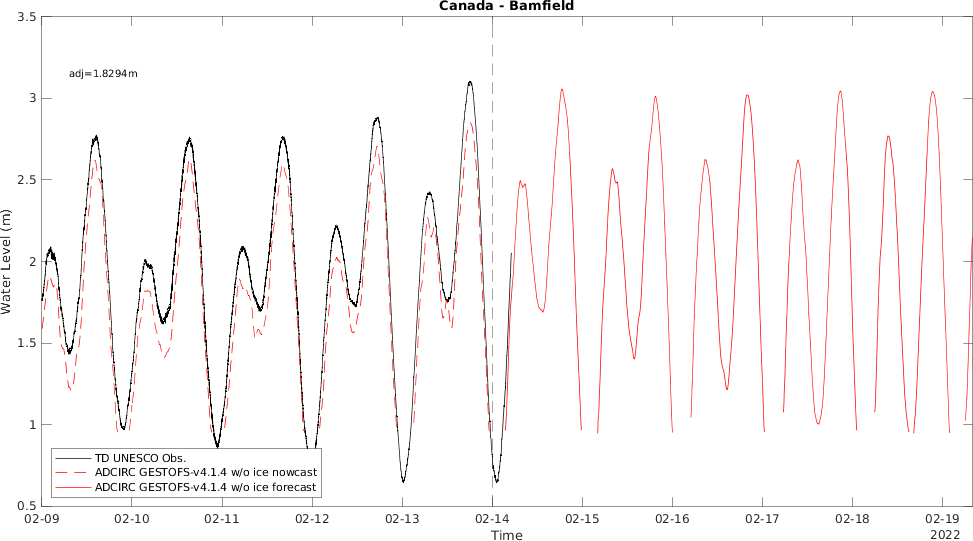 Canada - Bamfield
3.5
adj=1.8294m
3
2.5
2
1.5
1
0.5
Water Level (m)
TD UNESCO Obs.
ADCIRC GESTOFS-v4.1.4 w/o ice nowcast
ADCIRC GESTOFS-v4.1.4 w/o ice forecast
02-09 02-10 02-11 02-12 02-13 02-14 02-15 02-16 02-17 02-18 02-19
Time
2022